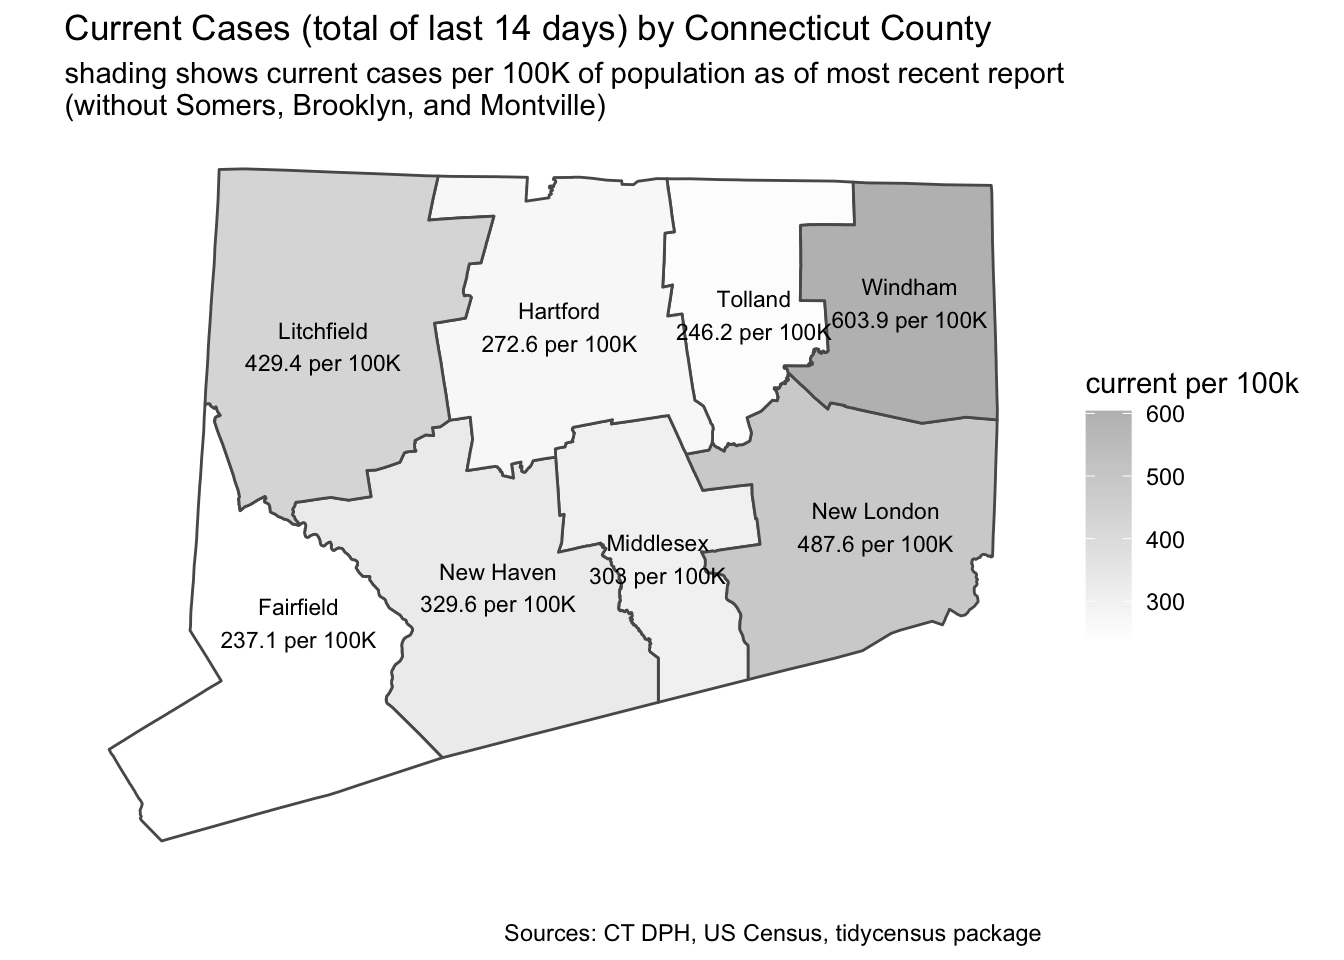 Current Cases (total of last 14 days) by Connecticut County
shading shows current cases per 100K of population as of most recent report
(without Somers, Brooklyn, and Montville)
Litchfield
429.4 per 100K
Hartford
272.6 per 100K
Tolland
246.2 per 100K
Windham
603.9 per 100K
New London
487.6 per 100K
Middlesex
303 per 100K
New Haven
329.6 per 100K
Fairfield
237.1 per 100K
current per 100k
600
500
400
300
Sources: CT DPH, US Census, tidycensus package